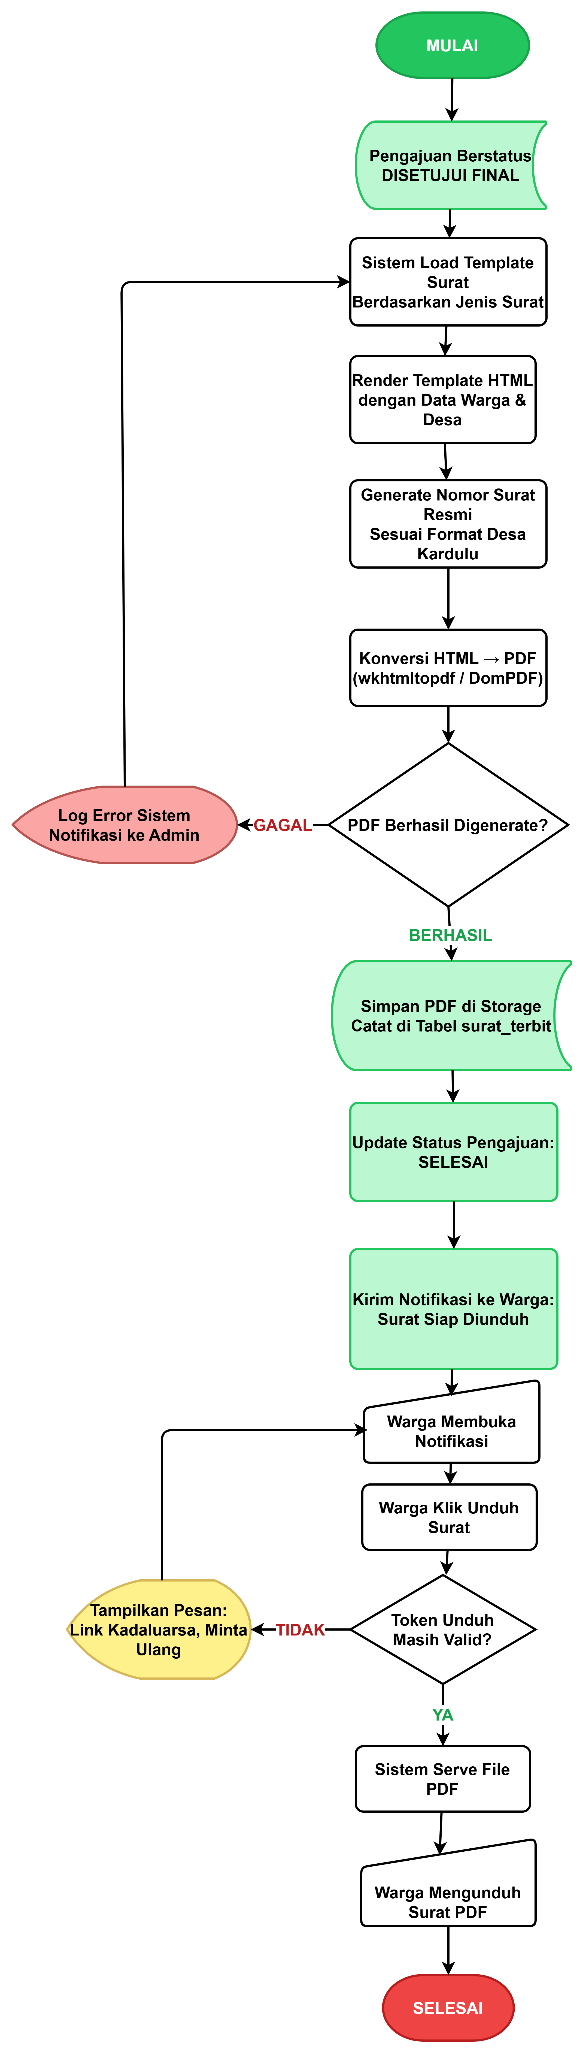 MULAI
Pengajuan Berstatus
DISETUJUI FINAL
Sistem Load Template
Surat
Berdasarkan Jenis Surat
Render Template HTML
dengan Data Warga &
Desa
Generate Nomor Surat
Resmi
Sesuai Format Desa
Kardulu
Konversi HTML → PDF
(wkhtmltopdf / DomPDF)
PDF Berhasil Digenerate?
GAGAL
Log Error Sistem
Notifikasi ke Admin
BERHASIL
Simpan PDF di Storage
Catat di Tabel surat_terbit
Update Status Pengajuan:
SELESAI
Kirim Notifikasi ke Warga:
Surat Siap Diunduh
Warga Membuka
Notifikasi
Warga Klik Unduh
Surat
Token Unduh
Masih Valid?
TIDAK
Tampilkan Pesan:
Link Kadaluarsa, Minta
Ulang
YA
Sistem Serve File
PDF
Warga Mengunduh
Surat PDF
SELESAI